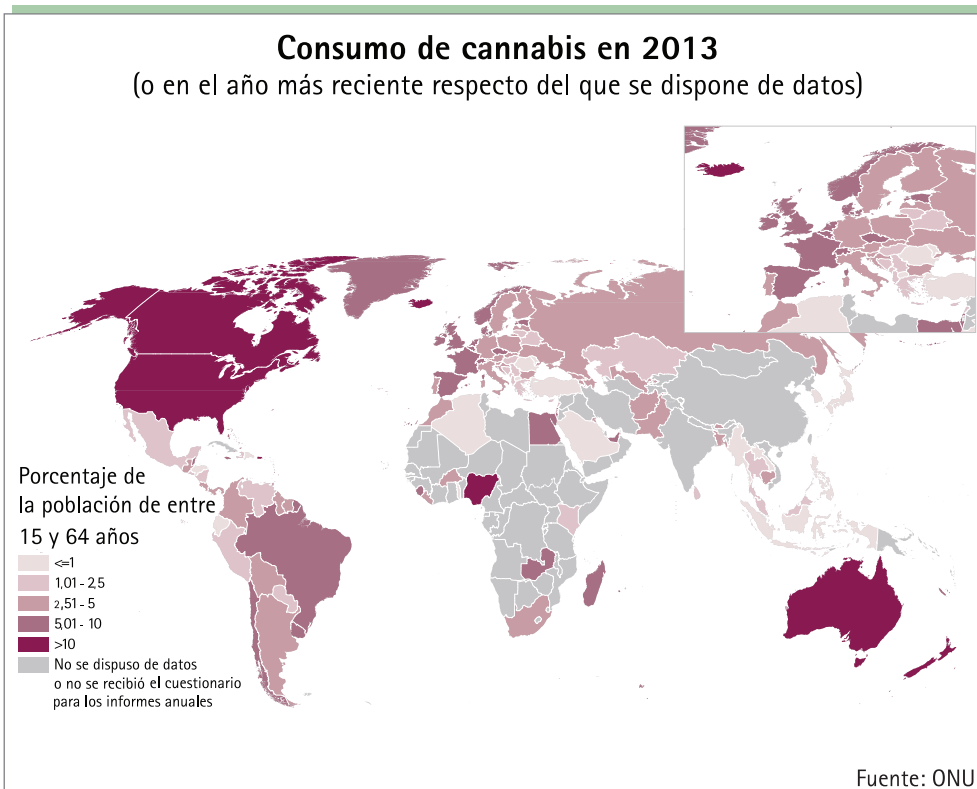 Consumo de cannabis en 2013
(o en el año más reciente respecto del que se dispone de datos)
Porcentaje de
la población de entre
15 y 64 años
<=1
1,01 - 2,5
2,51 - 5
5,01 - 10
>10
No se dispuso de datos
o no se recibió el cuestionario
para los informes anuales
Fuente: ONU